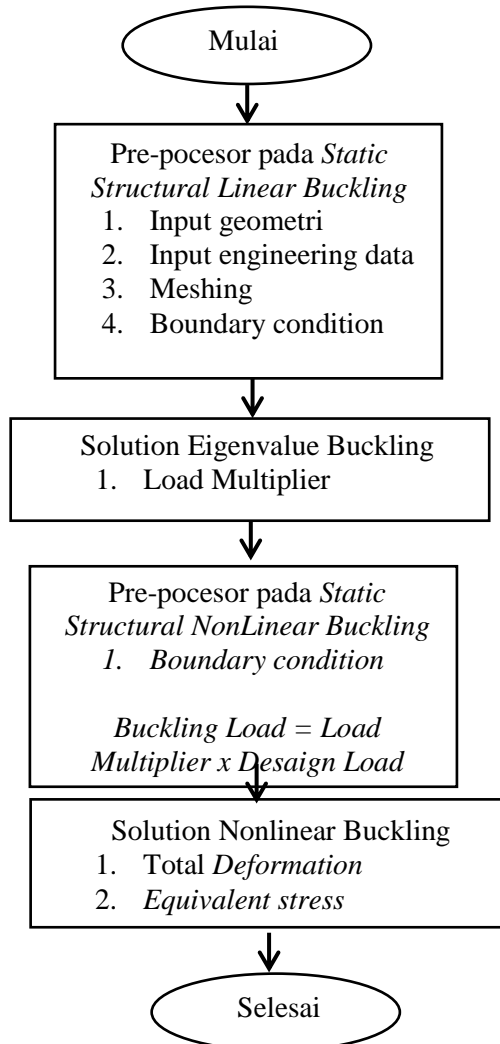 Mulai
Pre-pocesor pada Static
Structural Linear Buckling
1. Input geometri
2. Input engineering data
3. Meshing
4. Boundary condition
Solution Eigenvalue Buckling
1. Load Multiplier
Pre-pocesor pada Static
Structural NonLinear Buckling
1. Boundary condition
Buckling Load = Load
Multiplier x Desaign Load
Solution Nonlinear Buckling
1. Total Deformation
2. Equivalent stress
Selesai